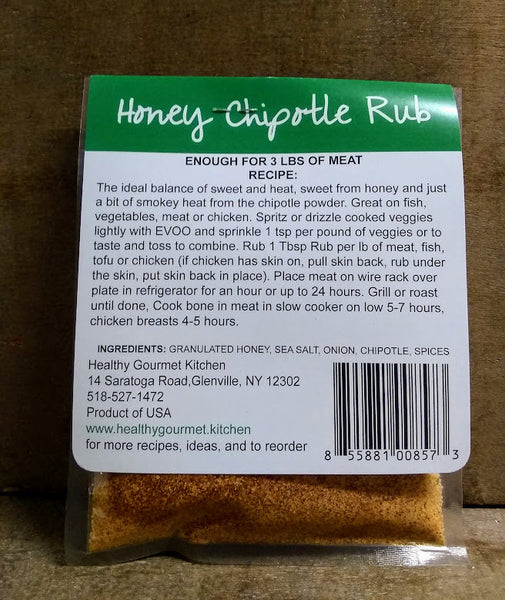 Honey Chipotle Rub
ENOUGH FOR 3 LBS OF MEAT
RECIPE:
The ideal balance of sweet and heat, sweet from honey and just
a bit of smokey heat from the chipotle powder. Great on fish,
vegetables, meat or chicken. Spritz or drizzle cooked veggies
lightly with EVOO and sprinkle 1 tsp per pound of veggies or to
taste and toss to combine. Rub 1 Tbsp Rub per lb of meat, fish,
tofu or chicken (if chicken has skin on, pull skin back, rub under
the skin, put skin back in place). Place meat on wire rack over
plate in refrigerator for an hour or up to 24 hours. Grill or roast
until done, Cook bone in meat in slow cooker on low 5-7 hours,
chicken breasts 4-5 hours.
INGREDIENTS: GRANULATED HONEY, SEA SALT, ONION, CHIPOTLE, SPICES
Healthy Gourmet Kitchen
14 Saratoga Road,Glenville, NY 12302
518-527-1472
Product of USA
www.healthygourmet.kitchen
for more recipes, ideas, and to reorder
8 55881 00857 3